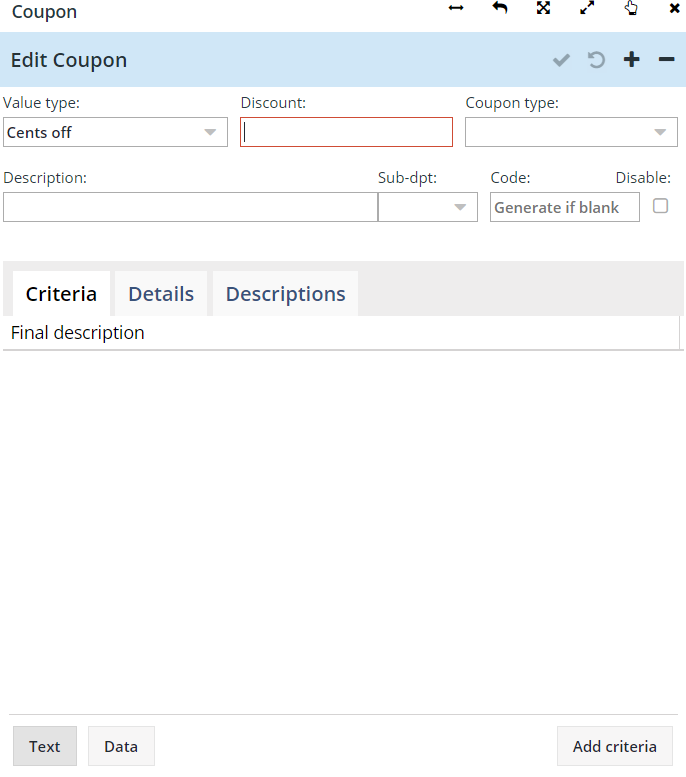 Coupon
Edit Coupon
Value type: Discount: Coupon type:
Cents off
Description: Sub-dpt: Code: Disable:
Generate if blank
Criteria Details Descriptions
Final description
Text Data Add criteria